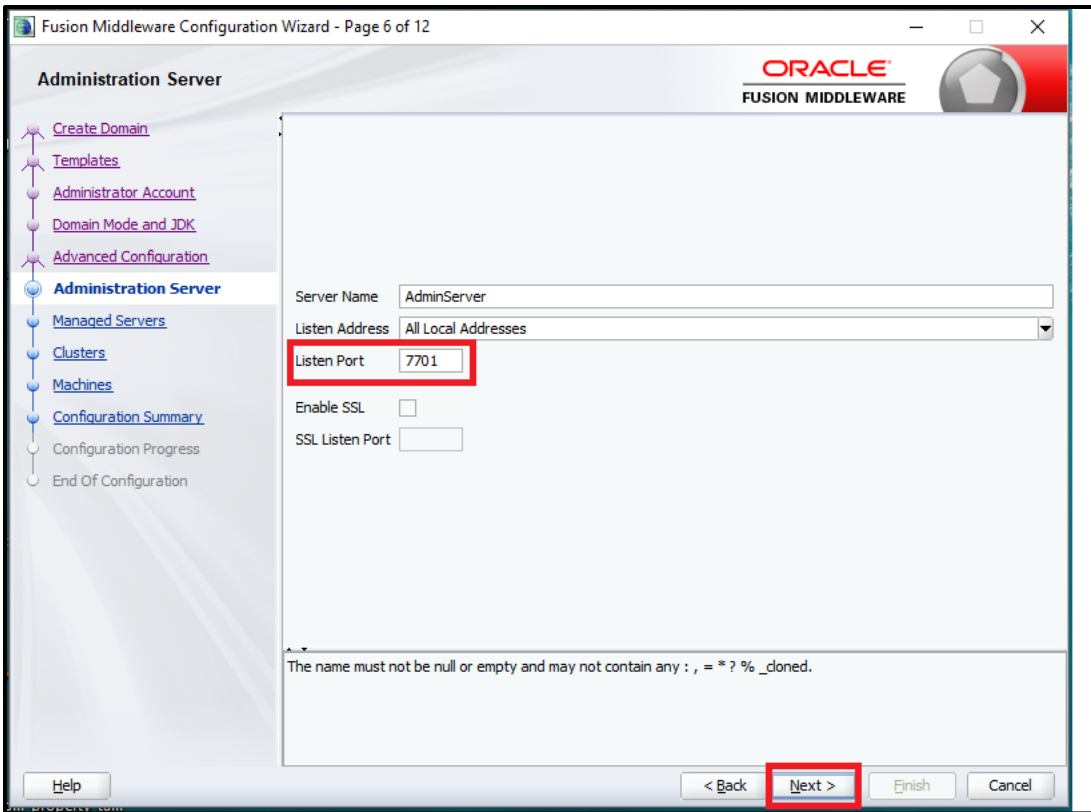 Fusion Middleware Configuration Wizard - Page 6 of 12
Administration Server
ORACLE
FUSION MIDDLEWARE
Create Domain
Templates
Administrator Account
Domain Mode and JDK
Advanced Configuration
Administration Server
Managed Servers
Clusters
Machines
Configuration Summary
Configuration Progress
End Of Configuration
Server Name AdminServer
Listen Address All Local Addresses
Listen Port 7701
Enable SSL
SSL Listen Port
The name must not be null or empty and may not contain any : , = * ? % _cloned.
Help
< Back Next > Finish Cancel